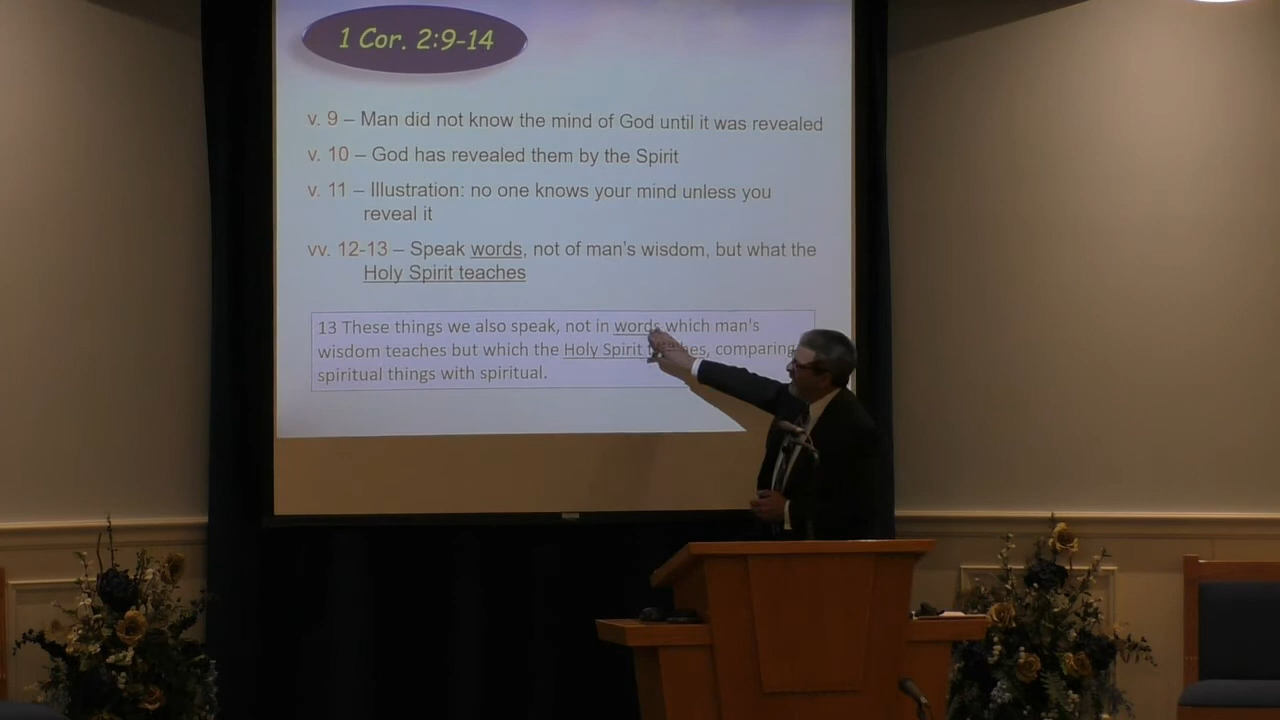 1 Cor. 2:9-14
v. 9 – Man did not know the mind of God until it was revealed
v. 10 – God has revealed them by the Spirit
v. 11 – Illustration: no one knows your mind unless you
reveal it
vv. 12-13 – Speak words, not of man's wisdom, but what the
Holy Spirit teaches
13 These things we also speak, not in words which man's
wisdom teaches but which the Holy Spirit, comparing
spiritual things with spiritual.